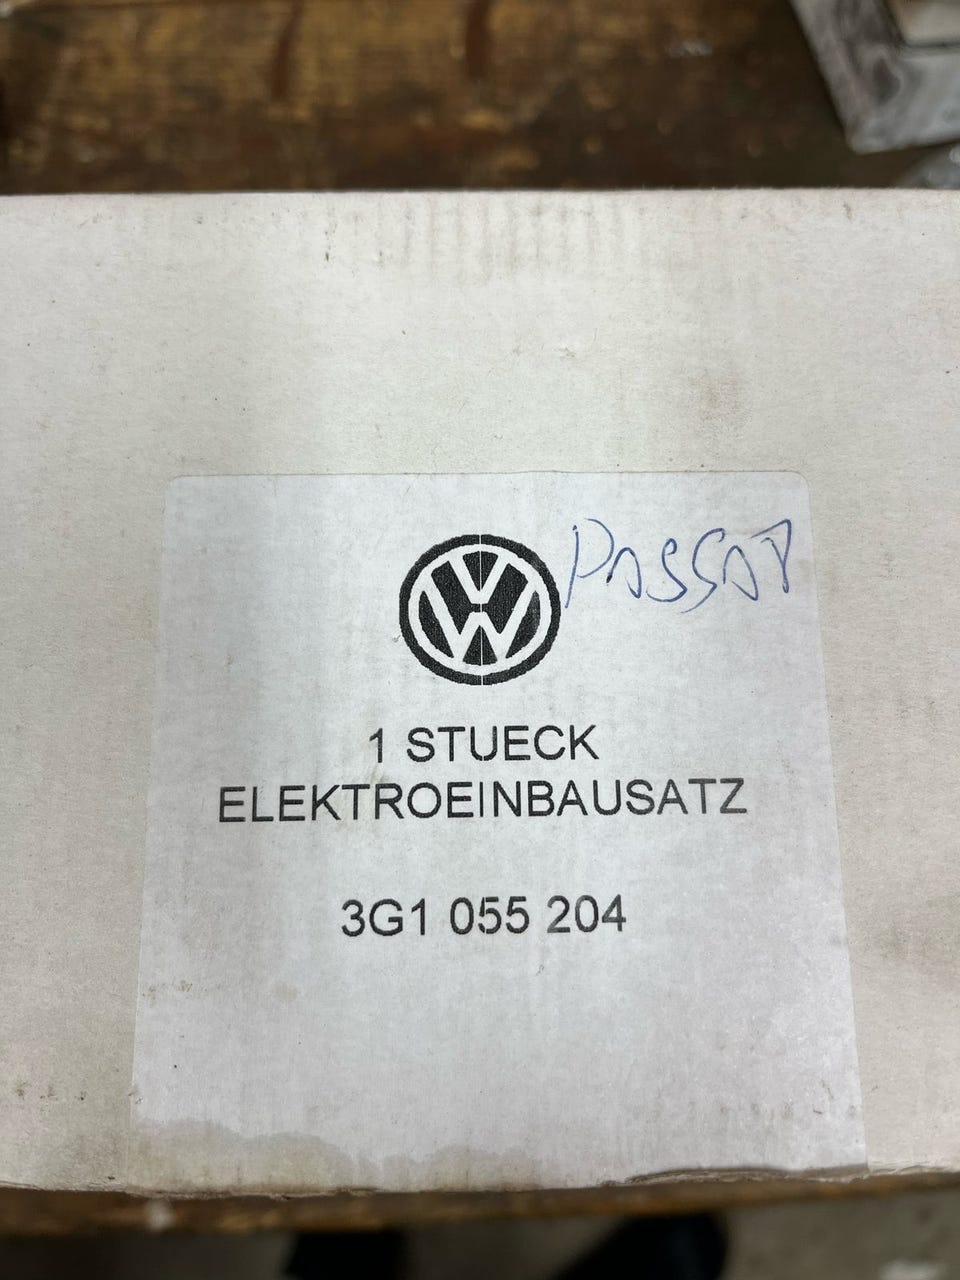 PASSAT
1 STUECK
ELEKTROEINBAUSATZ
3G1 055 204